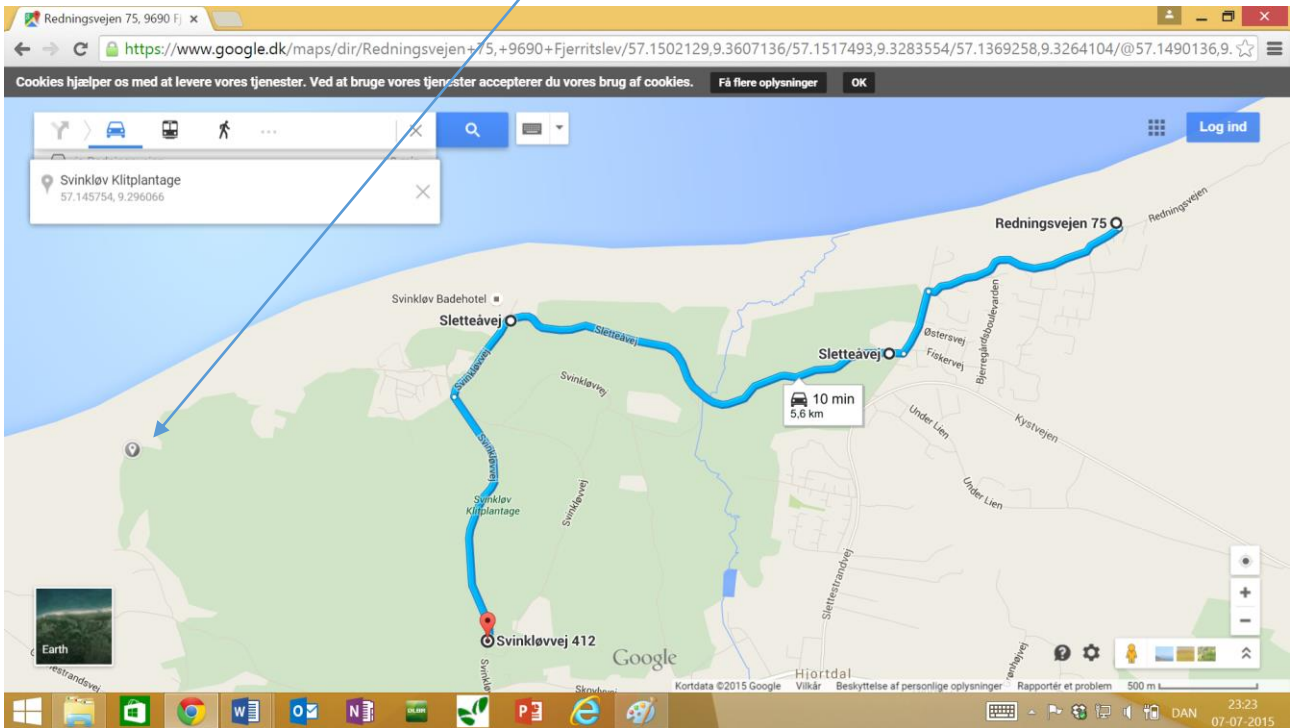 Redningsvejen 75, 9690 Fj
https://www.google.dk/maps/dir/Redningsvejen+75,+9690+Fjerritslev/57.1502129,9.3607136/57.1517493,9.3283554/57.1369258,9.3264104/@57.1490136,9.
Cookies hjælper os med at levere vores tjenester. Ved at bruge vores tjenester accepterer du vores brug af cookies. Få flere oplysninger OK
Log ind
Svinkløv Klitplantage
57.145754, 9.296066
Redningsvejen 75
Redningsvejen
Svinkløv Badehotel
Sletteåvej
Sletteåvej
Bjerregårdsboulevarden
Østersvej
Sletteåvej
Fiskervej
Svinkløvvej
Svinkløvvej
10 min
5,6 km
Under Lien
Kystvejen
Svinkløvvej
Under Lien
Svinkløv
Klitplantage
Svinkløvvej
Slettestrandvej
Svinkløvvej 412
Earth
Google
Hjortdal
Kortdata ©2015 Google Vilkår Beskyttelse af personlige oplysninger Rapportér et problem 500 m
DAN
23:23
07-07-2015